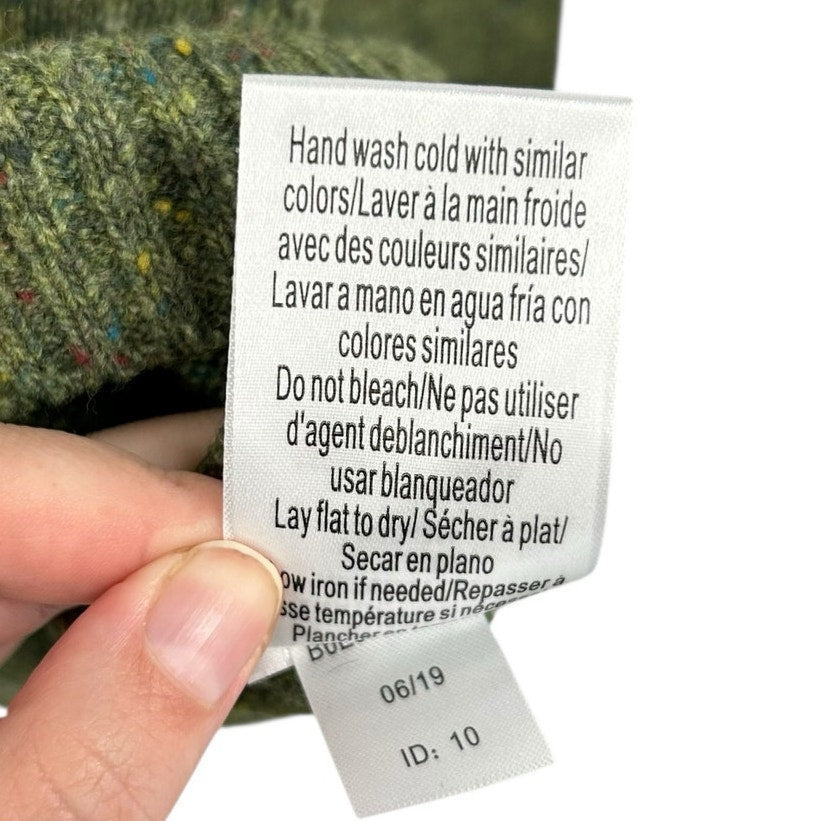 Hand wash cold with similar
colors/Laver à la main froide
avec des couleurs similaires/
Lavar a mano en agua fría con
colores similares
Do not bleach/Ne pas utiliser
d'agent deblanchiment/No
usar blanqueador
Lay flat to dry/ Sécher à plat/
Secar en plano
ow iron if needed/Repasser à
sse température si
06/19
ID: 10